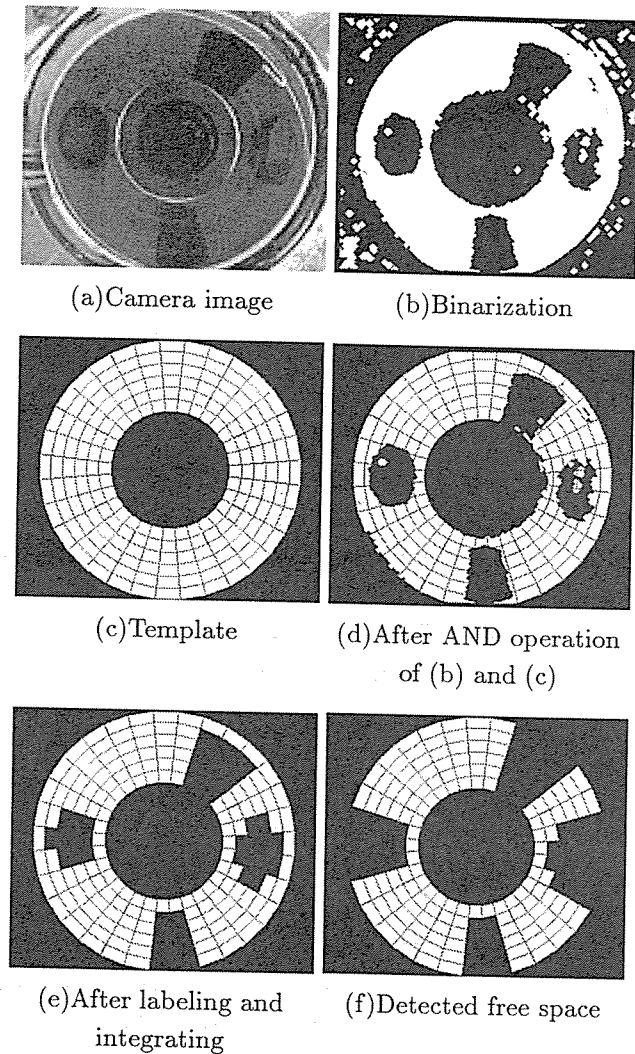 (a)Camera image
(b)Binarization
(c)Template
(d)After AND operation
of (b) and (c)
(e)After labeling and
integrating
(f)Detected free space